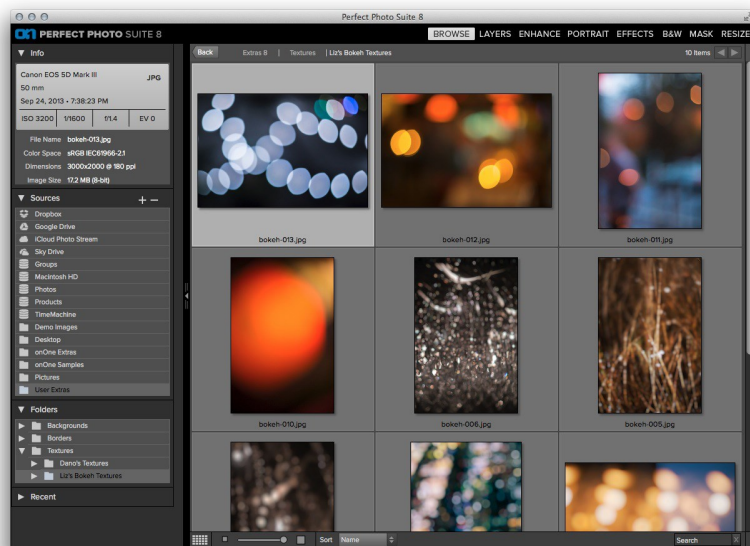 Perfect Photo Suite 8
on1 PERFECT PHOTO SUITE 8
BROWSE LAYERS ENHANCE PORTRAIT EFFECTS B&W MASK RESIZE
Info
Canon EOS 5D Mark III JPG
50 mm
Sep 24, 2013 • 7:38:23 PM
ISO 3200 1/1600 f/1.4 EV 0
File Name bokeh-013.jpg
Color Space sRGB IEC61966-2.1
Dimensions 3000x2000 @ 180 ppi
Image Size 17.2 MB (8-bit)
Sources + −
Dropbox
Google Drive
iCloud Photo Stream
Sky Drive
Groups
Macintosh HD
Photos
Products
TimeMachine
Demo Images
Desktop
onOne Extras
onOne Samples
Pictures
User Extras
Folders
Backgrounds
Borders
Textures
Dano's Textures
Liz's Bokeh Textures
Recent
Back Extras 8 | Textures | Liz's Bokeh Textures 10 Items
bokeh-013.jpg bokeh-012.jpg bokeh-011.jpg
bokeh-010.jpg bokeh-006.jpg bokeh-005.jpg
Sort Name Search X